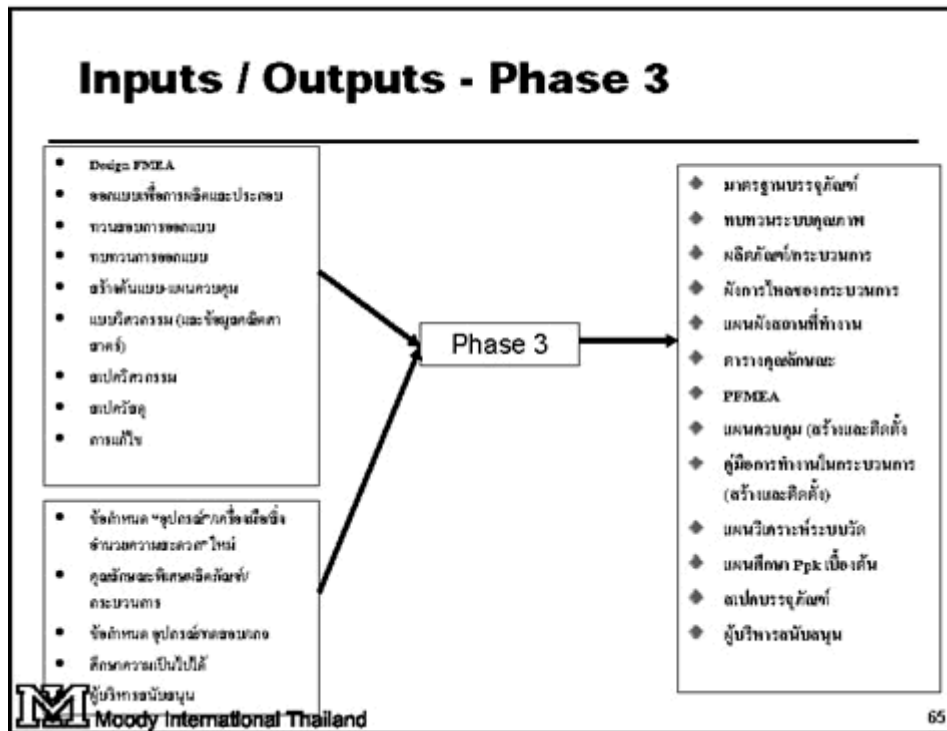 Inputs / Outputs - Phase 3
Design FMEA
ออกแบบเพื่อการผลิตและประกอบ
ทวนสอบการออกแบบ
ทบทวนการออกแบบ
สร้างต้นแบบ-แผนควบคุม
แบบวิศวกรรม (และข้อมูลคณิตศา
สตร์)
สเปควิศวกรรม
สเปควัสดุ
การแก้ไข
ข้อกำหนด "อุปกรณ์"/เครื่องมือซึ่ง
อำนวยความสะดวก" ใหม่
คุณลักษณะพิเศษผลิตภัณฑ์/
กระบวนการ
ข้อกำหนด อุปกรณ์ทดสอบ/เกจ
ศึกษาความเป็นไปได้
ผู้บริหารสนับสนุน
Phase 3
มาตรฐานบรรจุภัณฑ์
ทบทวนระบบคุณภาพ
ผลิตภัณฑ์/กระบวนการ
ผังการไหลของกระบวนการ
แผนผังสถานที่ทำงาน
ตารางคุณลักษณะ
PFMEA
แผนควบคุม (สร้างและติดตั้ง
คู่มือการทำงานในกระบวนการ
(สร้างและติดตั้ง)
แผนวิเคราะห์ระบบวัด
แผนศึกษา Ppk เบื้องต้น
สเปคบรรจุภัณฑ์
ผู้บริหารสนับสนุน
Moody International Thailand
65